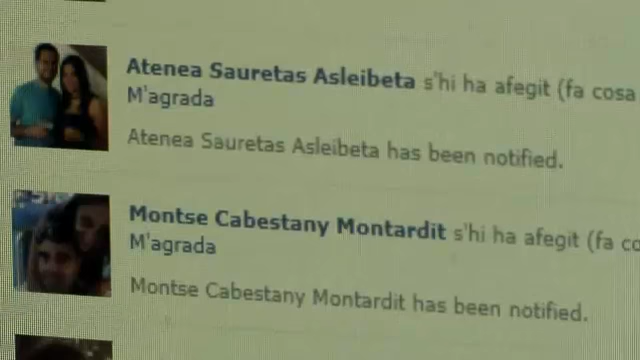 Atenea Sauretas Asleibeta s'hi ha afegit (fa cosa
M'agrada
Atenea Sauretas Asleibeta has been notified.
Montse Cabestany Montardit s'hi ha afegit (fa co
M'agrada
Montse Cabestany Montardit has been notified.